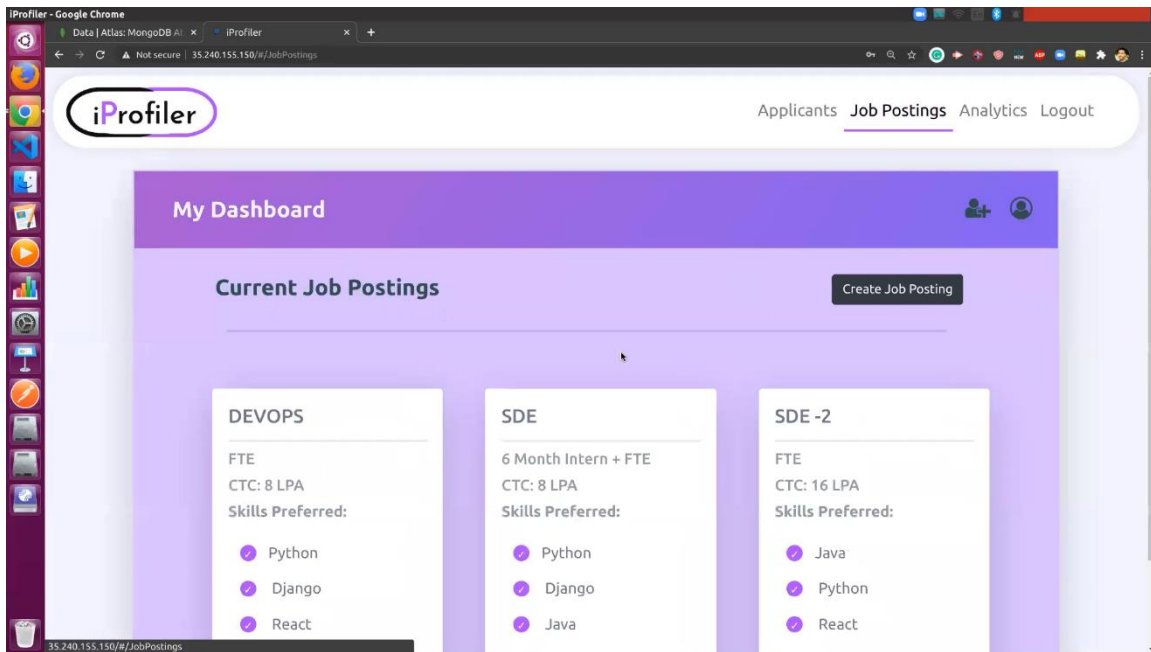 iProfiler - Google Chrome
Data | Atlas: MongoDB At
iProfiler
Not secure | 35.240.155.150/#/JobPostings
iProfiler
Applicants Job Postings Analytics Logout
My Dashboard
Current Job Postings
Create Job Posting
DEVOPS
FTE
CTC: 8 LPA
Skills Preferred:
Python
Django
React
SDE
6 Month Intern + FTE
CTC: 8 LPA
Skills Preferred:
Python
Django
Java
SDE -2
FTE
CTC: 16 LPA
Skills Preferred:
Java
Python
React
35.240.155.150/#/JobPostings